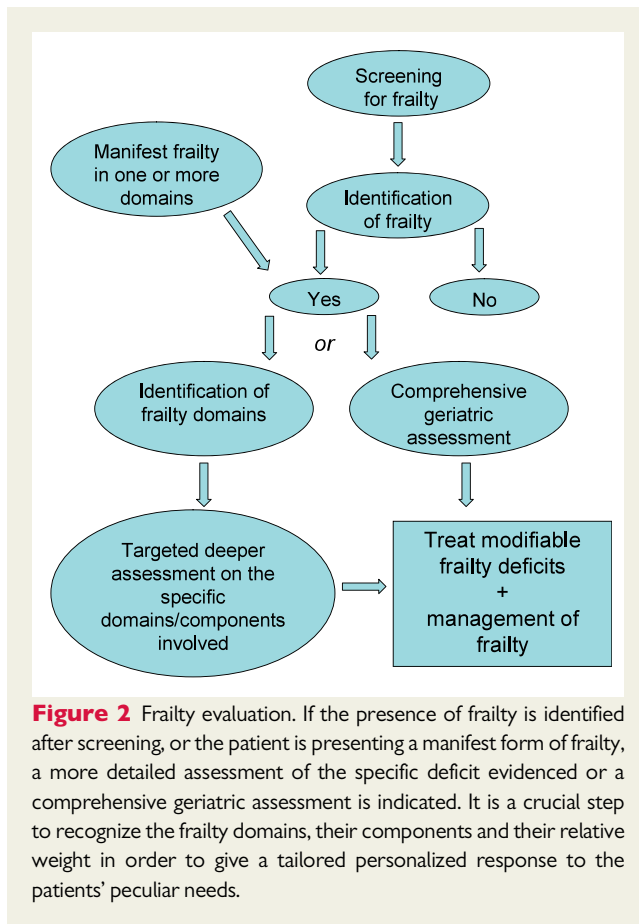 Screening
for frailty
Manifest frailty
in one or more
domains
Identification
of frailty
Yes
No
or
Identification of
frailty domains
Comprehensive
geriatric
assessment
Targeted deeper
assessment on the
specific
domains/components
involved
Treat modifiable
frailty deficits
+
management of
frailty
Figure 2 Frailty evaluation. If the presence of frailty is identified
after screening, or the patient is presenting a manifest form of frailty,
a more detailed assessment of the specific deficit evidenced or a
comprehensive geriatric assessment is indicated. It is a crucial step
to recognize the frailty domains, their components and their relative
weight in order to give a tailored personalized response to the
patients' peculiar needs.